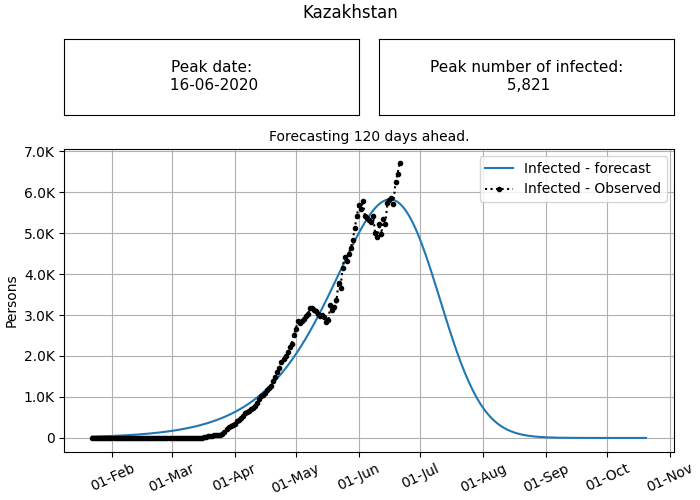 Kazakhstan
Peak date:
16-06-2020
Peak number of infected:
5,821
Forecasting 120 days ahead.
7.0K
6.0K
5.0K
4.0K
3.0K
2.0K
1.0K
0
Persons
Infected - forecast
Infected - Observed
01-Feb
01-Mar
01-Apr
01-May
01-Jun
01-Jul
01-Aug
01-Sep
01-Oct
01-Nov